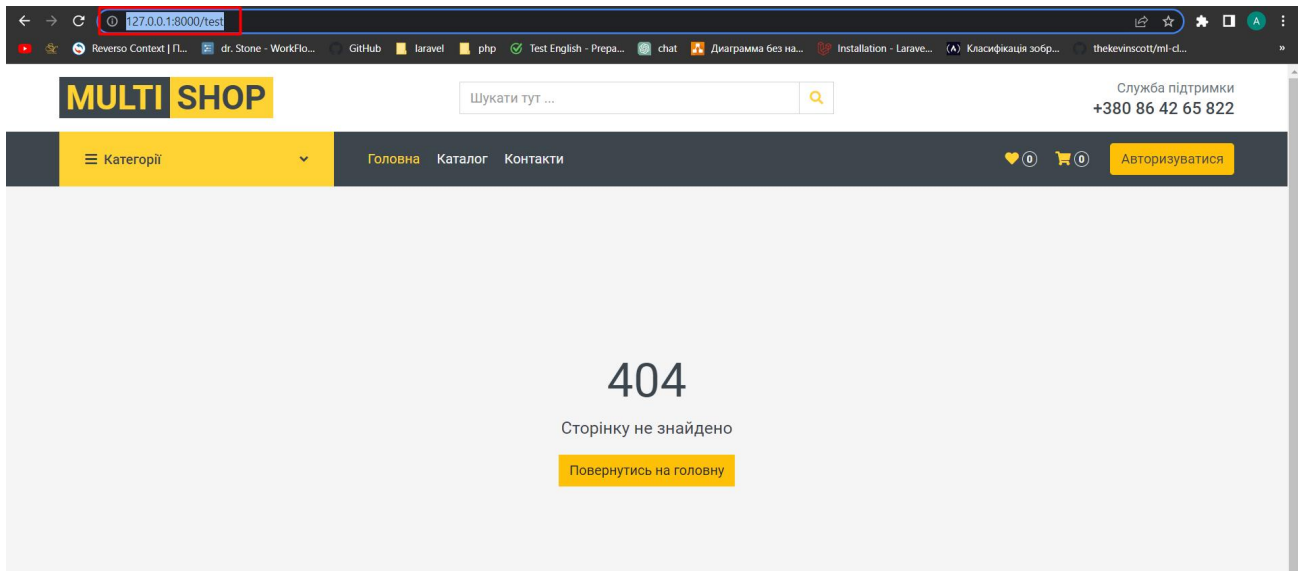 127.0.0.1:8000/test
A
Reverso Context | П... dr. Stone - WorkFlo... GitHub laravel php Test English - Prepa... chat Диаграмма без на... Installation - Larave... Класифікація зобр... thekevinscott/ml-cl... »
MULTI SHOP
Шукати тут ...
Служба підтримки
+380 86 42 65 822
Категорії
Головна Каталог Контакти
0 0
Авторизуватися
404
Сторінку не знайдено
Повернутись на головну